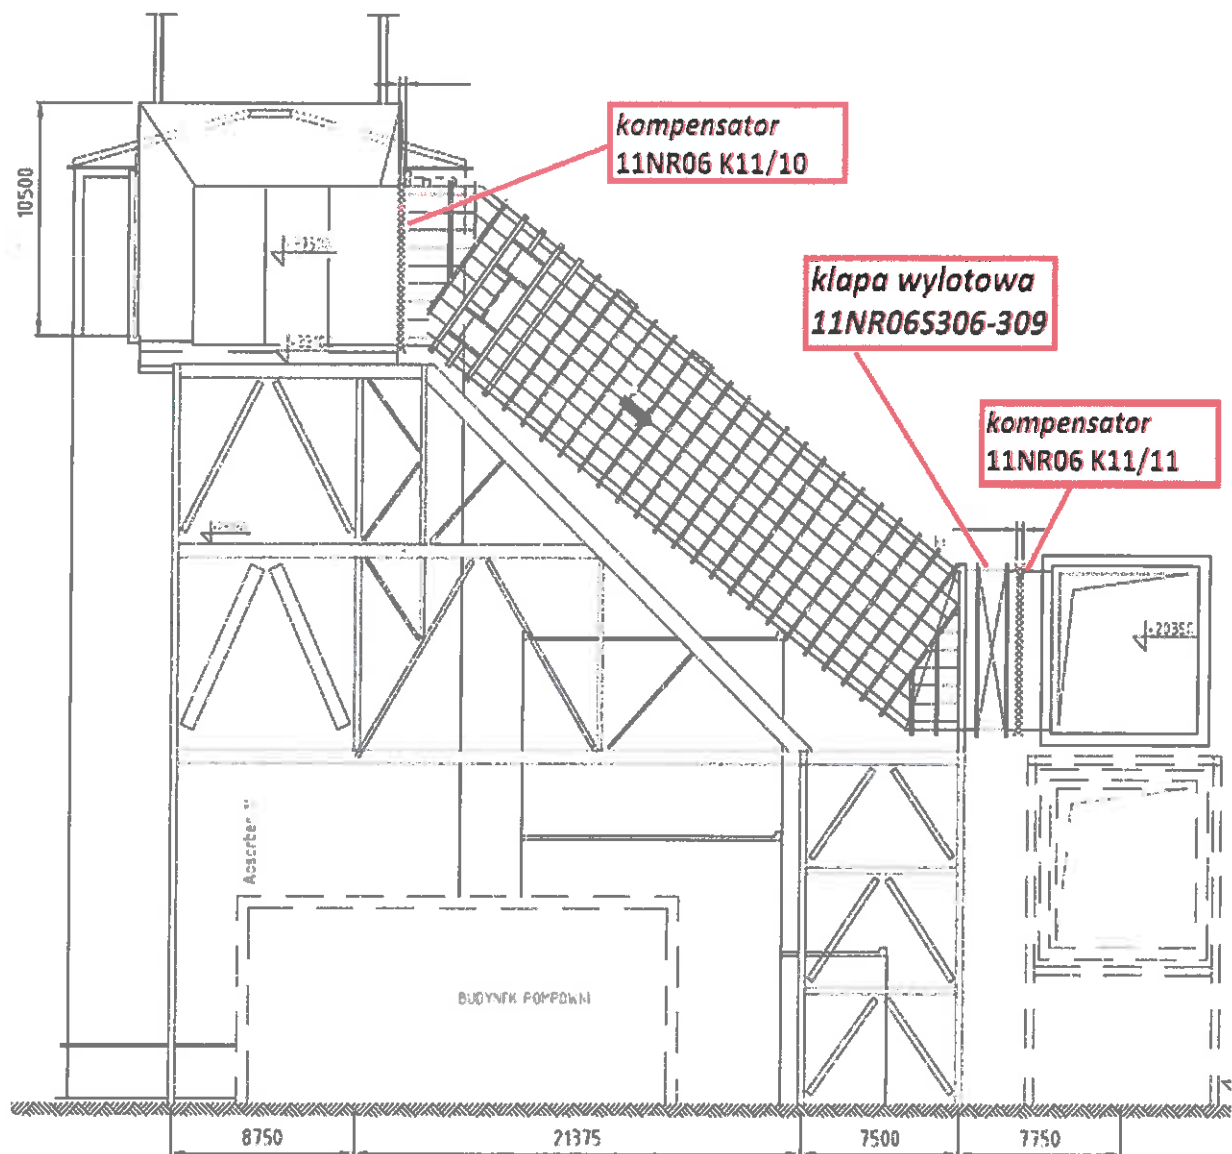 kompensator
11NR06 K11/10
10500
klapa wylotowa
11NR06S306-309
kompensator
11NR06 K11/11
Absorber
BUDYNEK POMPOWNI
8750
21375
7500
7750